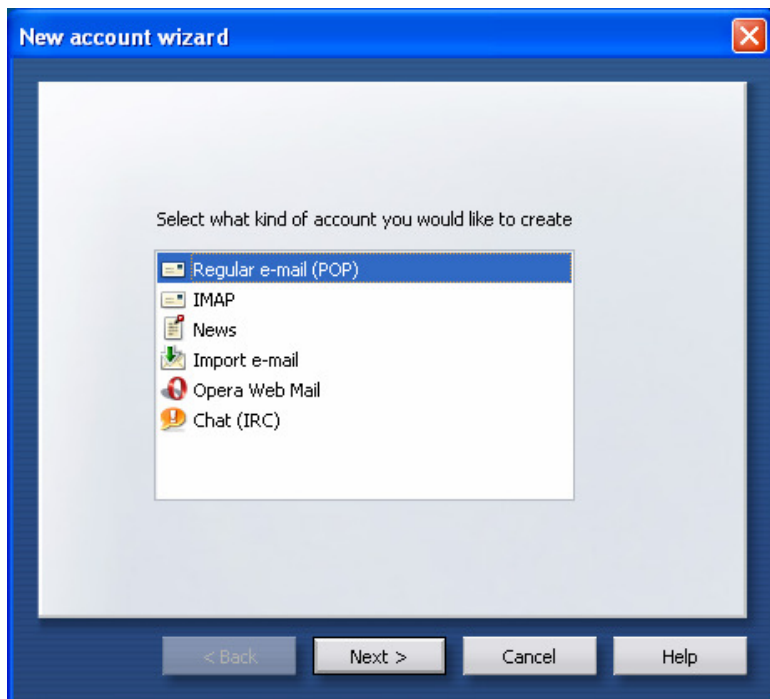 New account wizard
Select what kind of account you would like to create
Regular e-mail (POP)
IMAP
News
Import e-mail
Opera Web Mail
Chat (IRC)
< Back
Next >
Cancel
Help